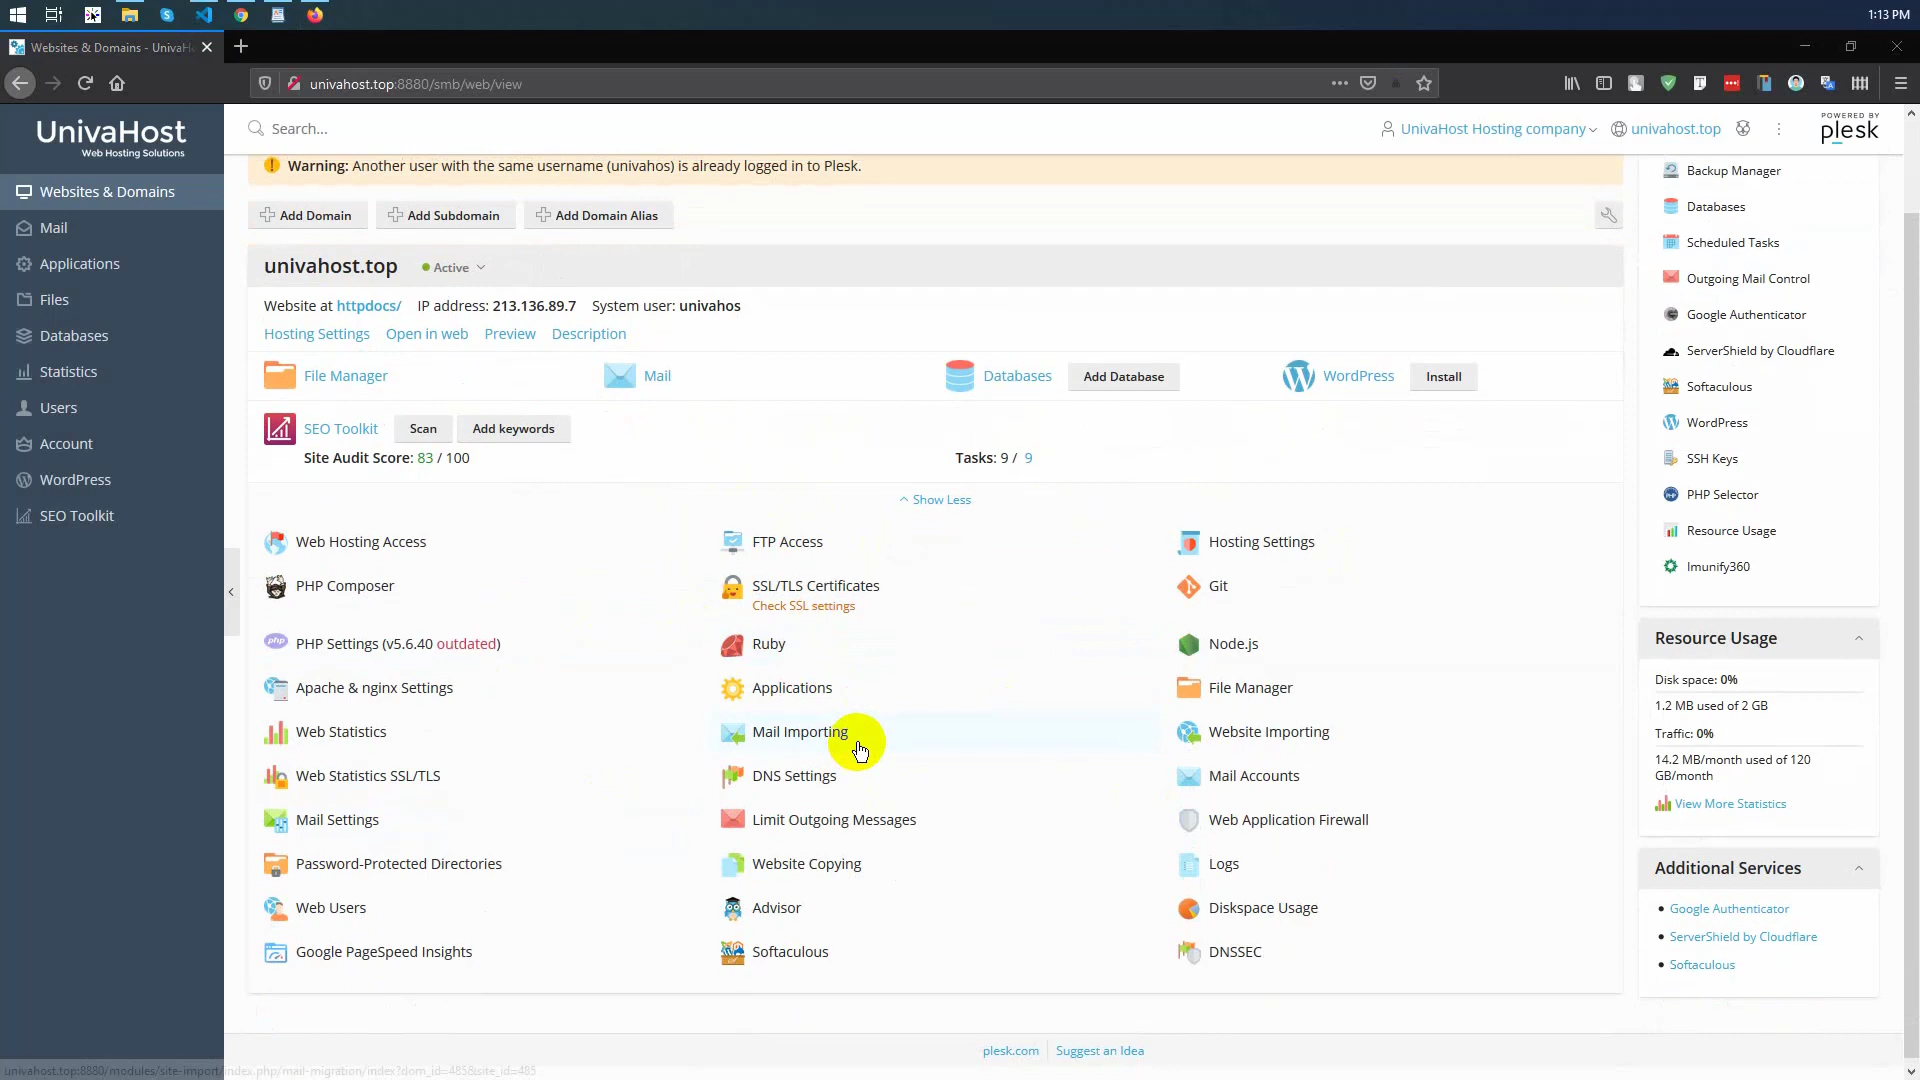 1:13 PM
Websites & Domains - UnivaH
univahost.top:8880/smb/web/view
UnivaHost
Web Hosting Solutions
Search...
UnivaHost Hosting company
univahost.top
POWERED BY
plesk
Websites & Domains
Mail
Applications
Files
Databases
Statistics
Users
Account
WordPress
SEO Toolkit
Warning: Another user with the same username (univahos) is already logged in to Plesk.
Add Domain
Add Subdomain
Add Domain Alias
univahost.top
Active
Website at httpdocs/ IP address: 213.136.89.7 System user: univahos
Hosting Settings Open in web Preview Description
File Manager
Mail
Databases
Add Database
WordPress
Install
SEO Toolkit
Scan
Add keywords
Site Audit Score: 83 / 100
Tasks: 9 / 9
Show Less
Web Hosting Access
FTP Access
Hosting Settings
PHP Composer
SSL/TLS Certificates
Check SSL settings
Git
PHP Settings (v5.6.40 outdated)
php
Ruby
Node.js
Apache & nginx Settings
Applications
File Manager
Web Statistics
Mail Importing
Website Importing
Web Statistics SSL/TLS
DNS Settings
Mail Accounts
Mail Settings
Limit Outgoing Messages
Web Application Firewall
Password-Protected Directories
Website Copying
Logs
Web Users
Advisor
Diskspace Usage
Google PageSpeed Insights
Softaculous
DNSSEC
Backup Manager
Databases
Scheduled Tasks
Outgoing Mail Control
Google Authenticator
ServerShield by Cloudflare
Softaculous
WordPress
SSH Keys
PHP Selector
Resource Usage
Imunify360
Resource Usage
Disk space: 0%
1.2 MB used of 2 GB
Traffic: 0%
14.2 MB/month used of 120
GB/month
View More Statistics
Additional Services
Google Authenticator
ServerShield by Cloudflare
Softaculous
plesk.com
Suggest an Idea
univahost.top:8880/modules/site-import/index.php/mail-migration/index?dom_id=485&site_id=485